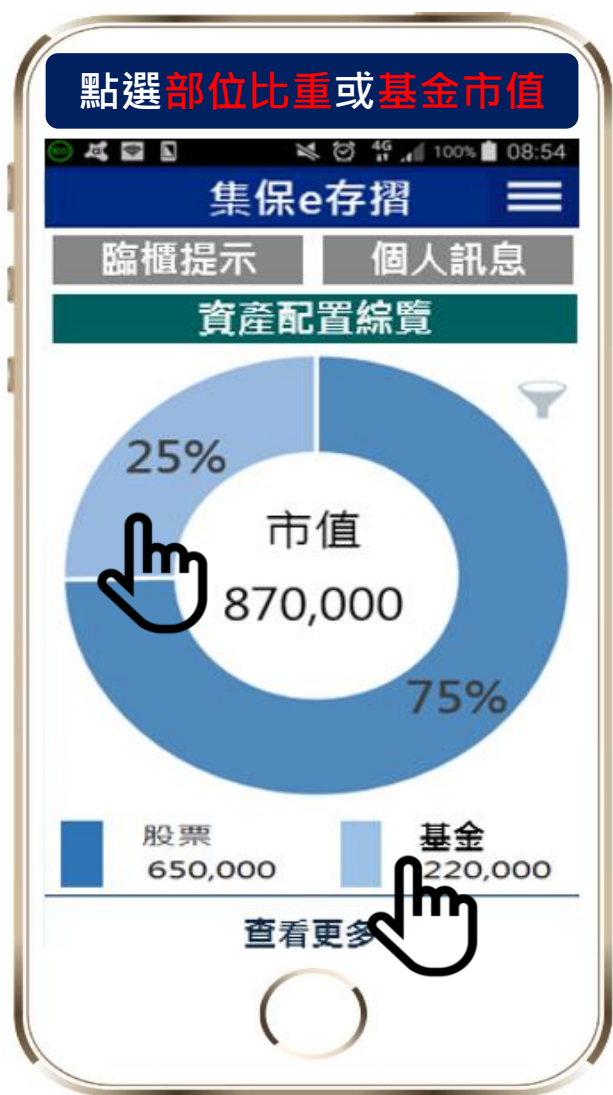 點選部位比重或基金市值
4G 100% 08:54
集保e存摺
臨櫃提示 個人訊息
資產配置綜覽
25%
市值
870,000
75%
股票 基金
650,000 220,000
查看更多